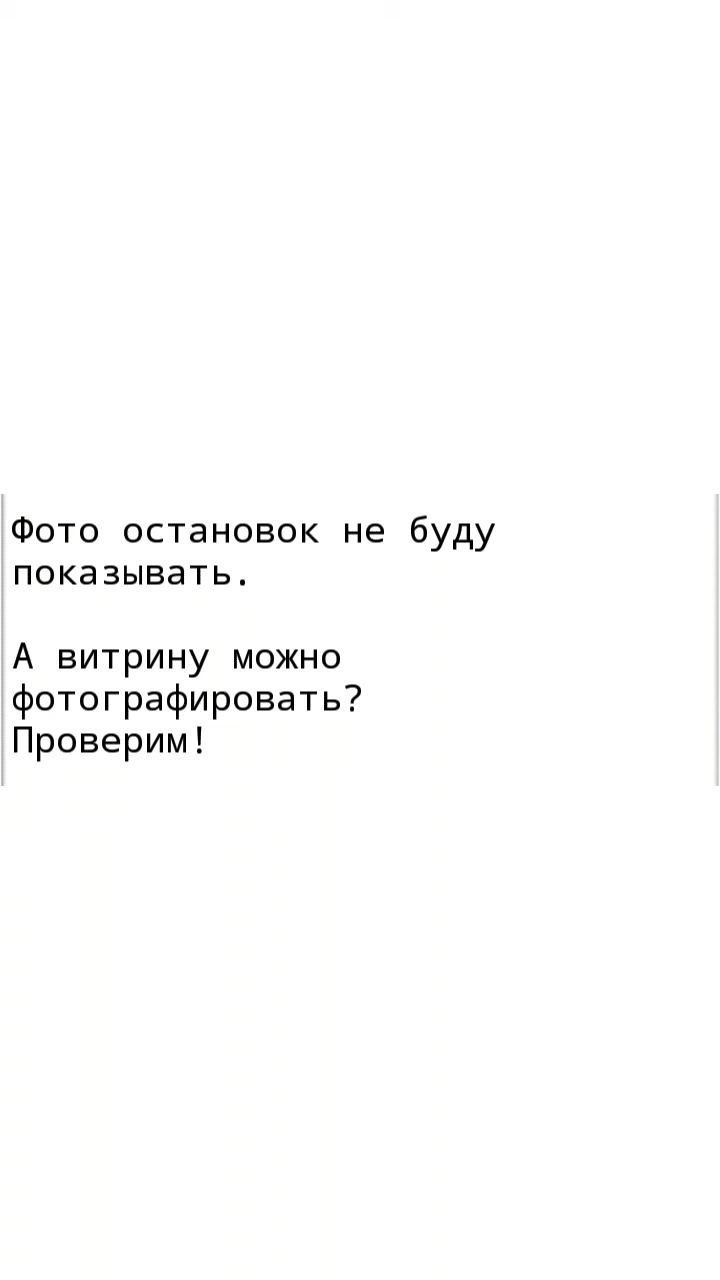 Фото остановок не буду
показывать.
А витрину можно
фотографировать?
Проверим!